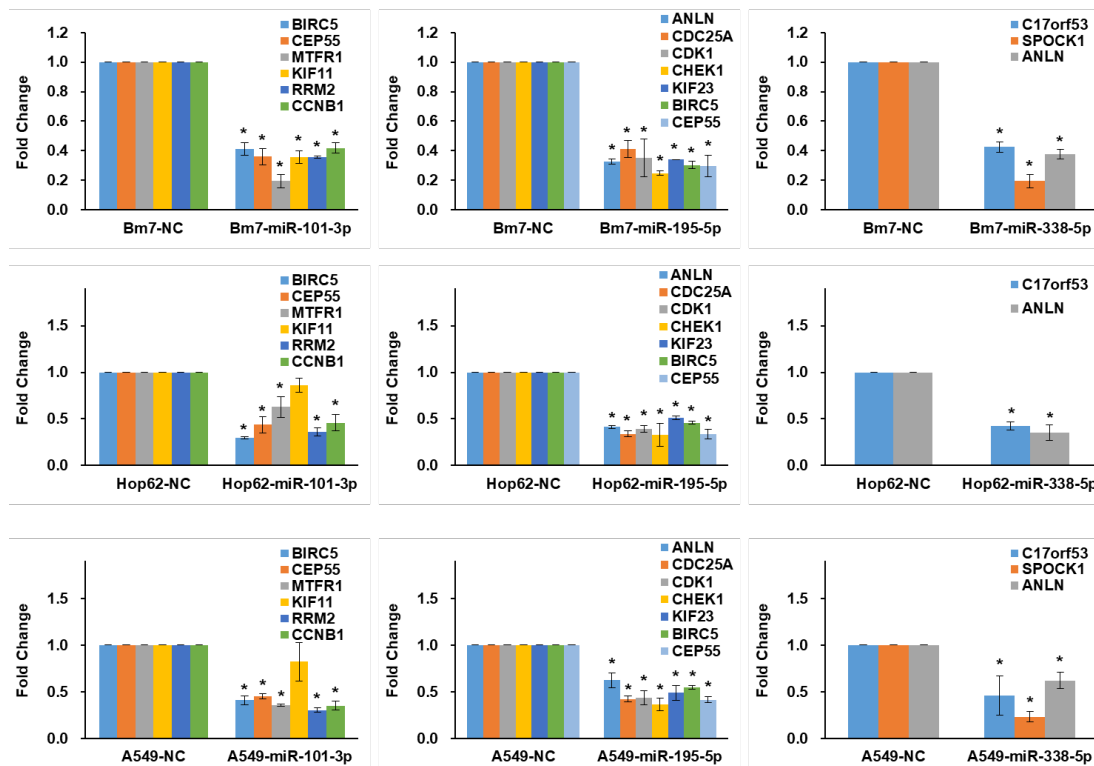 Fold Change
1.2
1.0
0.8
0.6
0.4
0.2
0.0
BIRC5
CEP55
MTFR1
KIF11
RRM2
CCNB1
* * * * * *
Bm7-NC Bm7-miR-101-3p
Fold Change
1.2
1.0
0.8
0.6
0.4
0.2
0.0
ANLN
CDC25A
CDK1
CHEK1
KIF23
BIRC5
CEP55
* * * * * * *
Bm7-NC Bm7-miR-195-5p
Fold Change
1.2
1.0
0.8
0.6
0.4
0.2
0.0
C17orf53
SPOCK1
ANLN
* * *
Bm7-NC Bm7-miR-338-5p
Fold Change
1.5
1.0
0.5
0.0
BIRC5
CEP55
MTFR1
KIF11
RRM2
CCNB1
* * * * *
Hop62-NC Hop62-miR-101-3p
Fold Change
1.5
1.0
0.5
0.0
ANLN
CDC25A
CDK1
CHEK1
KIF23
BIRC5
CEP55
* * * * * * *
Hop62-NC Hop62-miR-195-5p
Fold Change
1.5
1.0
0.5
0.0
C17orf53
ANLN
* *
Hop62-NC Hop62-miR-338-5p
Fold Change
1.5
1.0
0.5
0.0
BIRC5
CEP55
MTFR1
KIF11
RRM2
CCNB1
* * * * *
A549-NC A549-miR-101-3p
Fold Change
1.5
1.0
0.5
0.0
ANLN
CDC25A
CDK1
CHEK1
KIF23
BIRC5
CEP55
* * * * * * *
A549-NC A549-miR-195-5p
Fold Change
1.5
1.0
0.5
0.0
C17orf53
SPOCK1
ANLN
* * *
A549-NC A549-miR-338-5p